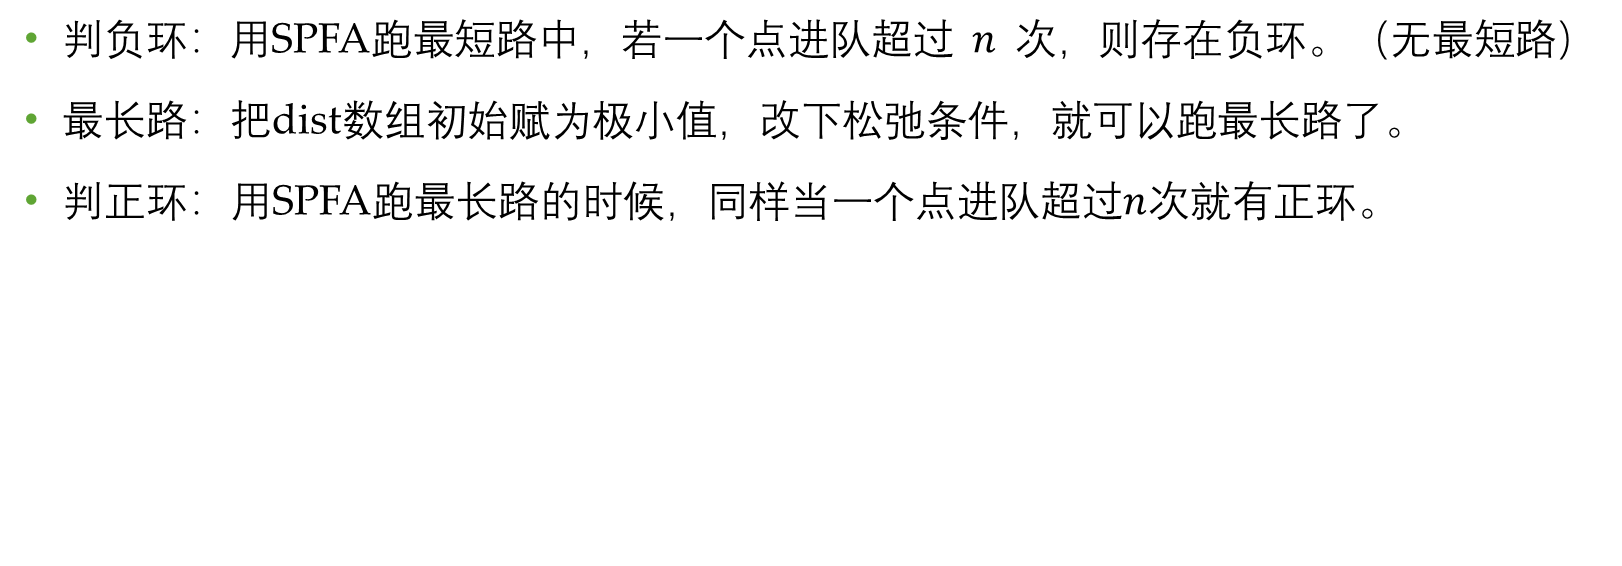 • 判负环：用SPFA跑最短路中，若一个点进队超过 n 次，则存在负环。（无最短路）
• 最长路：把dist数组初始赋为极小值，改下松弛条件，就可以跑最长路了。
• 判正环：用SPFA跑最长路的时候，同样当一个点进队超过n次就有正环。